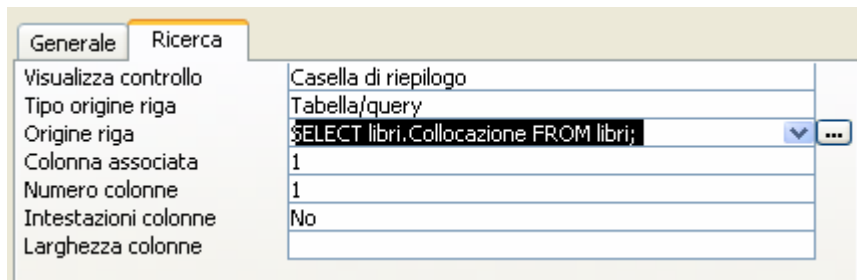 Generale Ricerca
Visualizza controllo Casella di riepilogo
Tipo origine riga Tabella/query
Origine riga SELECT libri.Collocazione FROM libri; ...
Colonna associata 1
Numero colonne 1
Intestazioni colonne No
Larghezza colonne